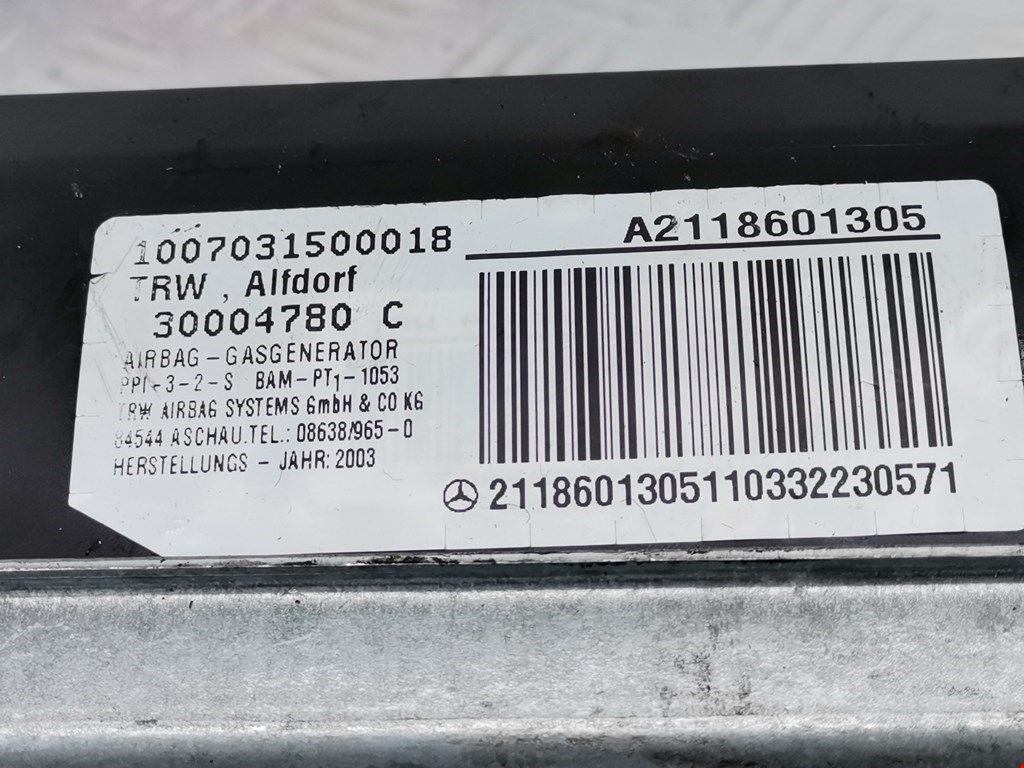 1007031500018
TRW , Alfdorf
30004780 C
AIRBAG – GASGENERATOR
PPI–3–2–S BAM–PT1–1053
TRW AIRBAG SYSTEMS GmbH & CO KG
84544 ASCHAU.TEL.: 08638/965–0
HERSTELLUNGS – JAHR: 2003
A2118601305
2118601305110332230571